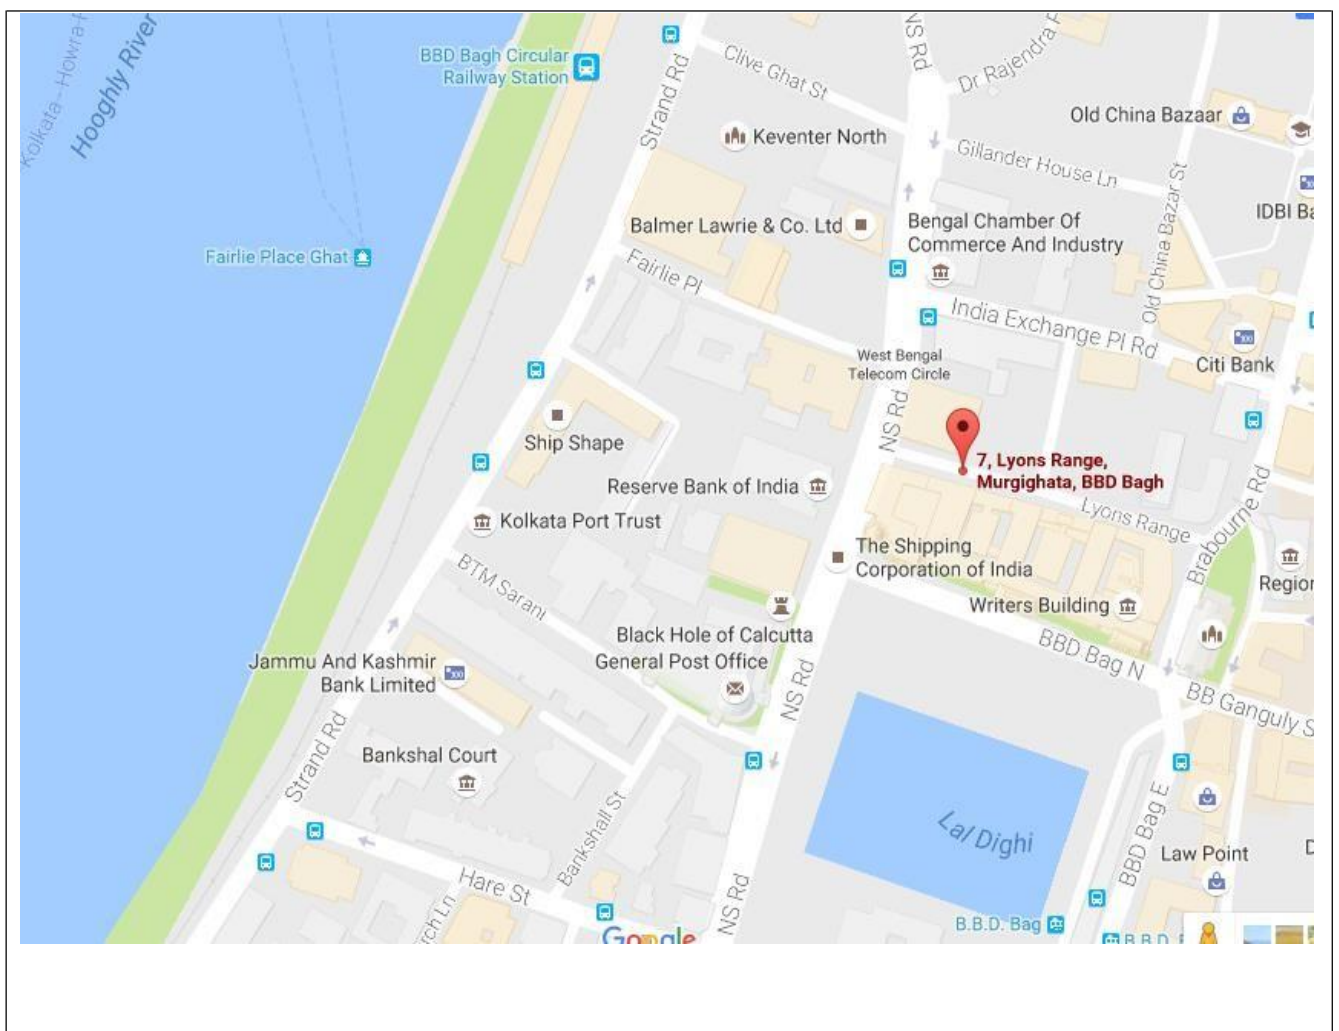 NS Rd
BBD Bagh Circular
Railway Station
Strand Rd
Clive Ghat St
Dr Rajendra
Old China Bazaar
Kolkata - Howra
Hooghly River
Keventer North
Gillander House Ln
Balmer Lawrie & Co. Ltd
Bengal Chamber Of
Commerce And Industry
Old China Bazar St
IDBI Ba
Fairlie Place Ghat
Fairlie Pl
India Exchange Pl Rd
West Bengal
Telecom Circle
Citi Bank
NS Rd
Ship Shape
7, Lyons Range,
Murgighata, BBD Bagh
Reserve Bank of India
Lyons Range
Brabourne Rd
Kolkata Port Trust
The Shipping
Corporation of India
BTM Sarani
Region
Writers Building
Black Hole of Calcutta
General Post Office
BBD Bag N
Jammu And Kashmir
Bank Limited
NS Rd
BB Ganguly S
Strand Rd
Bankshal Court
Bankshall St
Lal Dighi
BBD Bag E
Law Point
Hare St
rch Ln
NS Rd
B.B.D. Bag
Google
B.B.D.